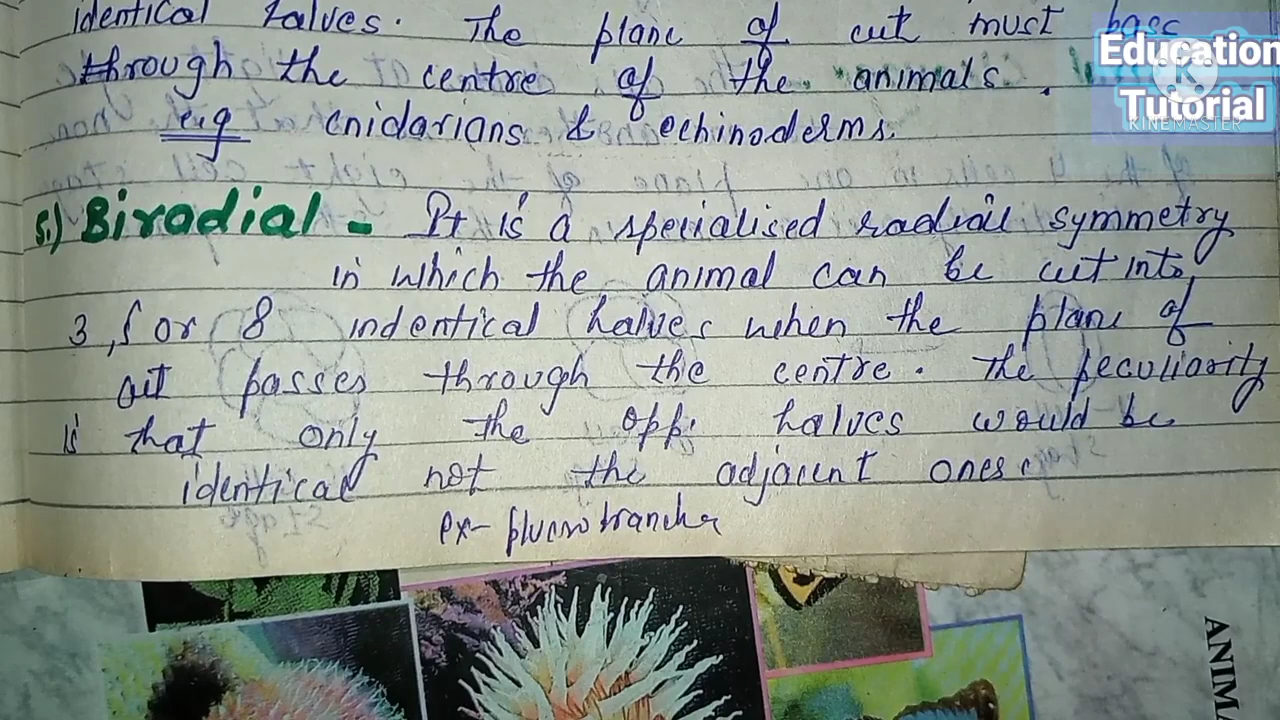 identical halves. The plane of cut must pass
through the centre of the animals.
e.g cnidarians & echinoderms.
5.) Biradial - It is a specialised radial symmetry
in which the animal can be cut into
3, 5 or 8 indentical halves when the plane of
cut passes through the centre. The peculiarity
is that only the opp. halves would be
identical not the adjacent ones.
ex-
Education
Tutorial
KINEMASTER
ANIMA